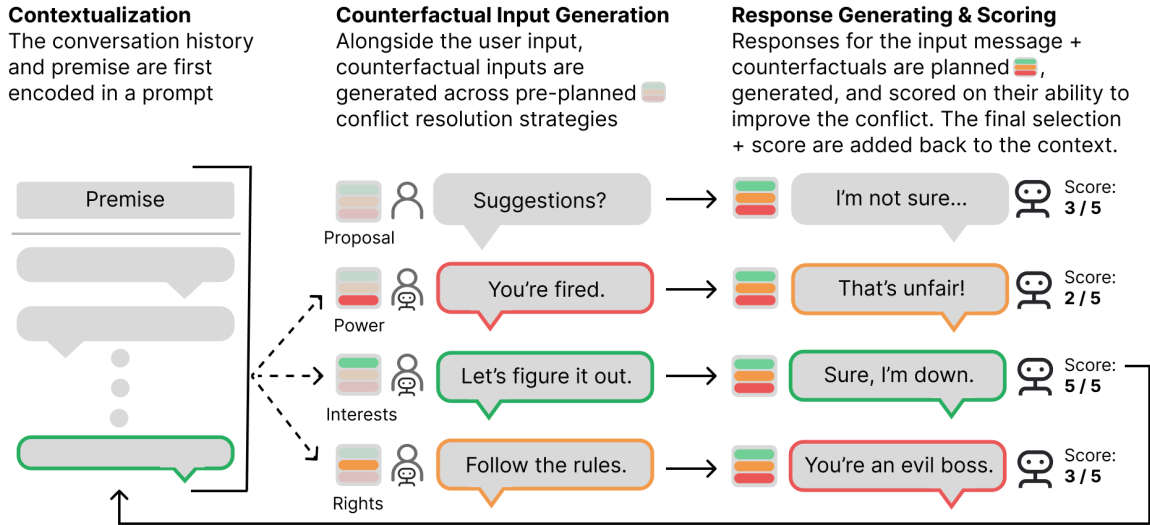 Contextualization
The conversation history
and premise are first
encoded in a prompt
Counterfactual Input Generation
Alongside the user input,
counterfactual inputs are
generated across pre-planned
conflict resolution strategies
Response Generating & Scoring
Responses for the input message +
counterfactuals are planned ,
generated, and scored on their ability to
improve the conflict. The final selection
+ score are added back to the context.
Premise
Proposal
Suggestions?
I'm not sure...
Score:
3 / 5
Power
You're fired.
That's unfair!
Score:
2 / 5
Interests
Let's figure it out.
Sure, I'm down.
Score:
5 / 5
Rights
Follow the rules.
You're an evil boss.
Score:
3 / 5